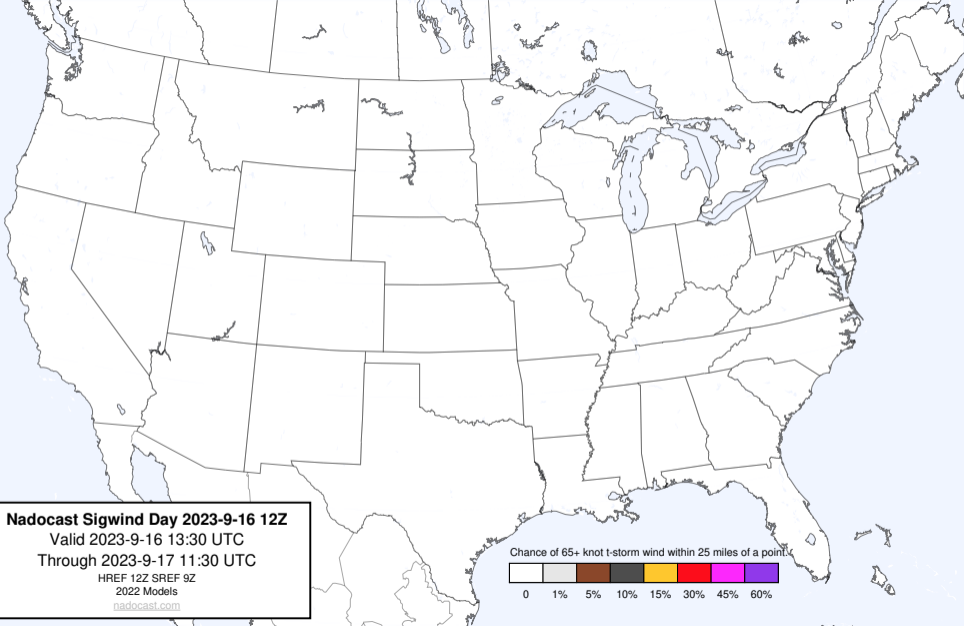 Nadocast Sigwind Day 2023-9-16 12Z
Valid 2023-9-16 13:30 UTC
Through 2023-9-17 11:30 UTC
HREF 12Z SREF 9Z
2022 Models
nadocast.com
Chance of 65+ knot t-storm wind within 25 miles of a point.
0 1% 5% 10% 15% 30% 45% 60%